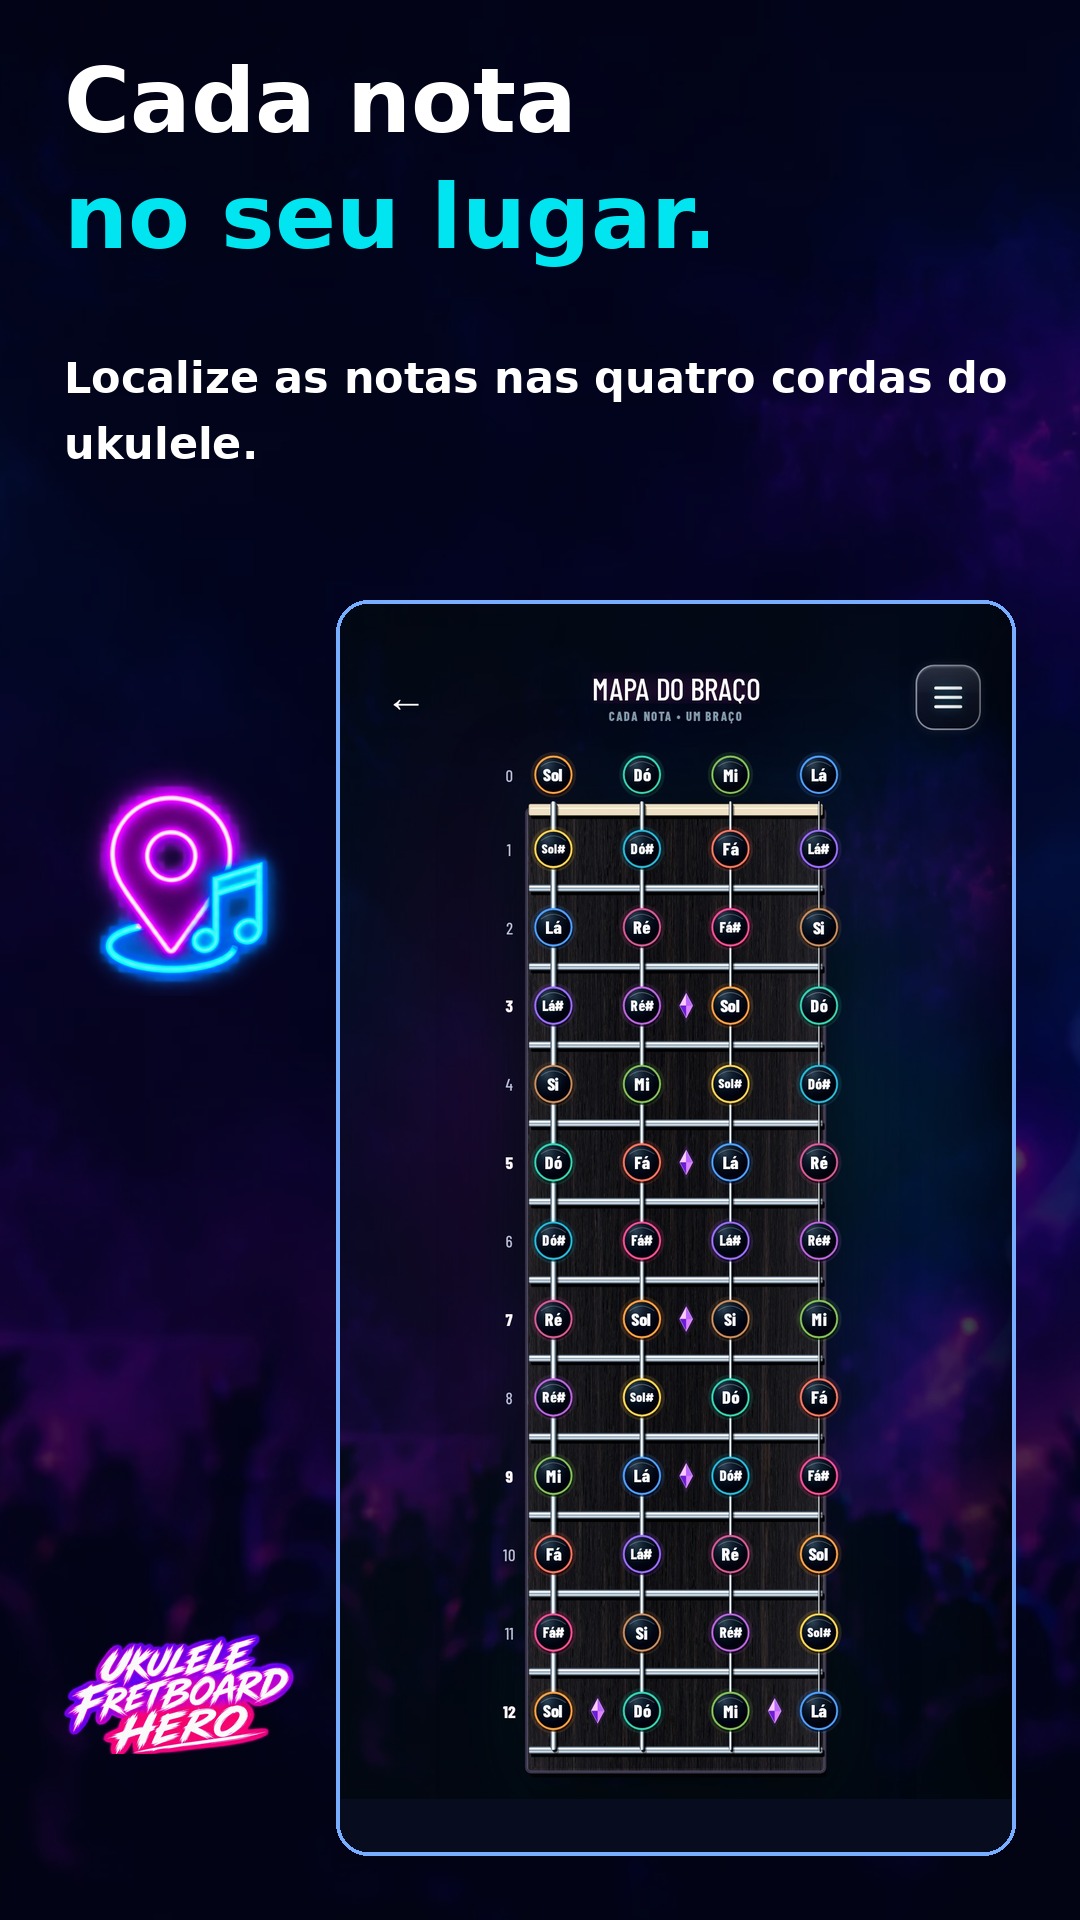 Cada nota
no seu lugar.
Localize as notas nas quatro cordas do
ukulele.
←
MAPA DO BRAÇO
CADA NOTA • UM BRAÇO
0 Sol Dó Mi Lá
1 Sol# Dó# Fá Lá#
2 Lá Ré Fá# Si
3 Lá# Ré# Sol Dó
4 Si Mi Sol# Dó#
5 Dó Fá Lá Ré
6 Dó# Fá# Lá# Ré#
7 Ré Sol Si Mi
8 Ré# Sol# Dó Fá
9 Mi Lá Dó# Fá#
10 Fá Lá# Ré Sol
11 Fá# Si Ré# Sol#
12 Sol Dó Mi Lá
UKULELE
FRETBOARD
HERO